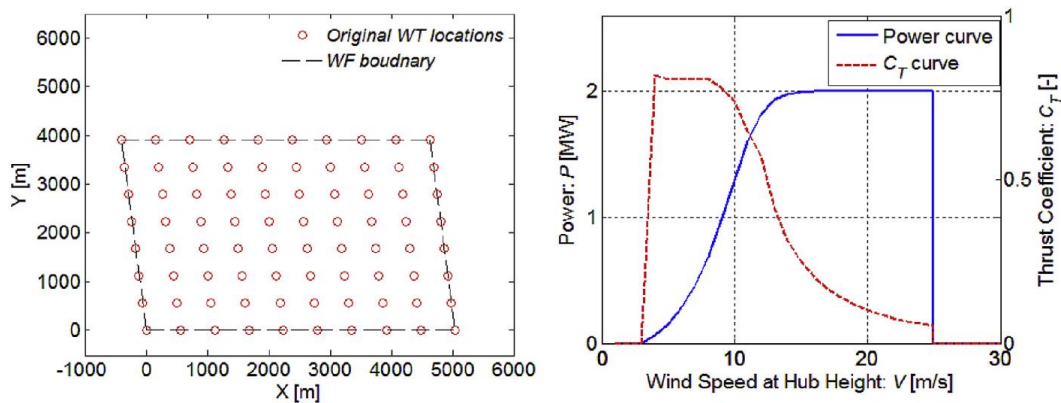 6000
5000
4000
3000
2000
1000
0
-1000 0 1000 2000 3000 4000 5000 6000
Y [m]
X [m]
Original WT locations
WF boudnary
Power curve
C_T curve
2
1
0
1
0.5
0
0 10 20 30
Power: P [MW]
Thrust Coefficient: C_T [-]
Wind Speed at Hub Height: V [m/s]